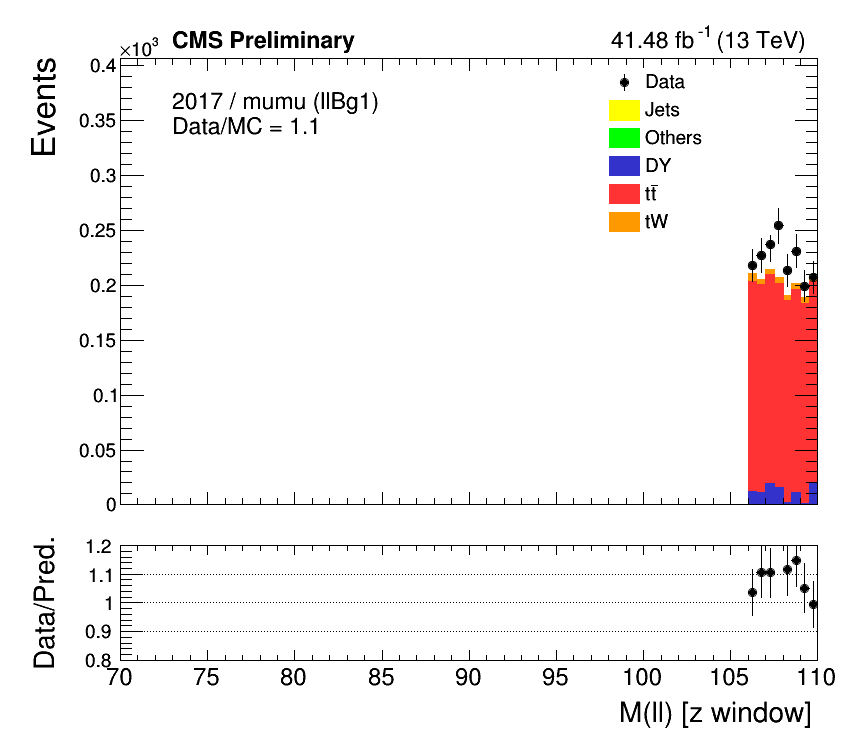 ×10³ CMS Preliminary 41.48 fb⁻¹ (13 TeV)
Events
0.4
0.35
0.3
0.25
0.2
0.15
0.1
0.05
0
2017 / mumu (llBg1)
Data/MC = 1.1
Data
Jets
Others
DY
tt̄
tW
Data/Pred.
1.2
1.1
1
0.9
0.8
70 75 80 85 90 95 100 105 110
M(ll) [z window]